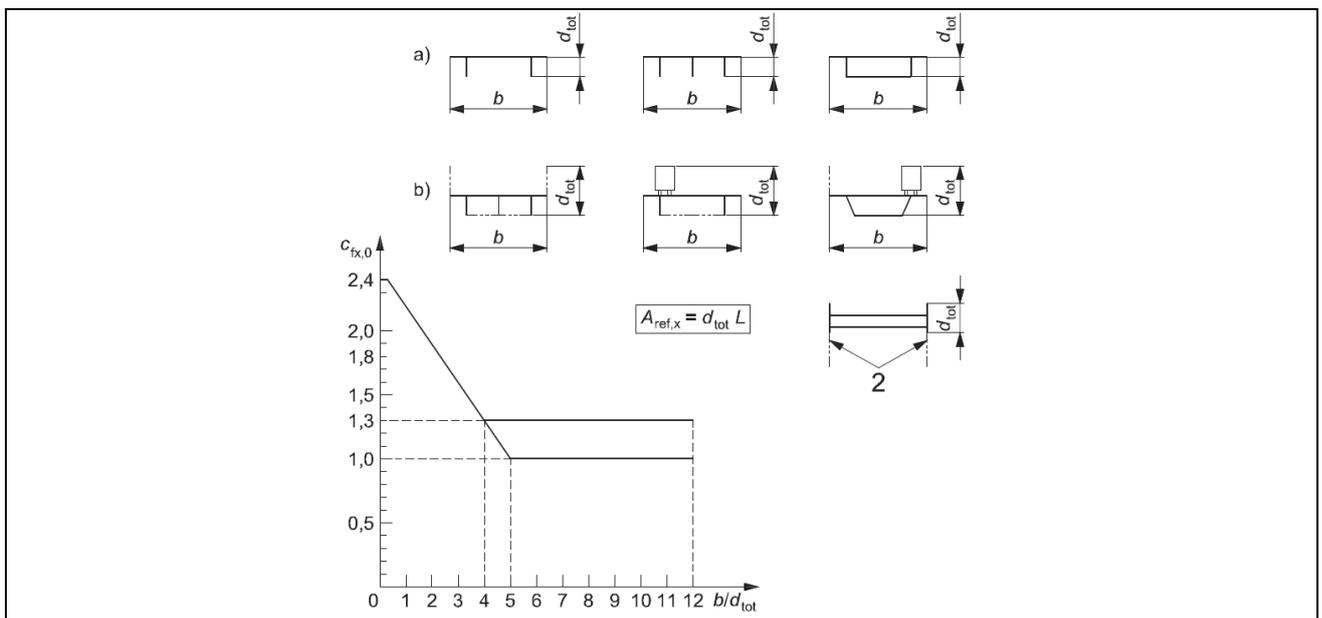 a)
d_tot
b
d_tot
b
d_tot
b
b)
d_tot
b
d_tot
b
d_tot
b
c_fx,0
2,4
2,0
1,8
1,5
1,3
1,0
0,5
A_ref,x = d_tot L
d_tot
2
0 1 2 3 4 5 6 7 8 9 10 11 12 b/d_tot